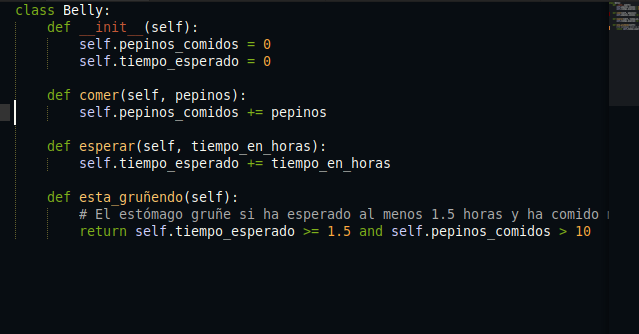 class Belly:
def __init__(self):
self.pepinos_comidos = 0
self.tiempo_esperado = 0
def comer(self, pepinos):
self.pepinos_comidos += pepinos
def esperar(self, tiempo_en_horas):
self.tiempo_esperado += tiempo_en_horas
def esta_gruñendo(self):
# El estómago gruñe si ha esperado al menos 1.5 horas y ha comido
return self.tiempo_esperado >= 1.5 and self.pepinos_comidos > 10